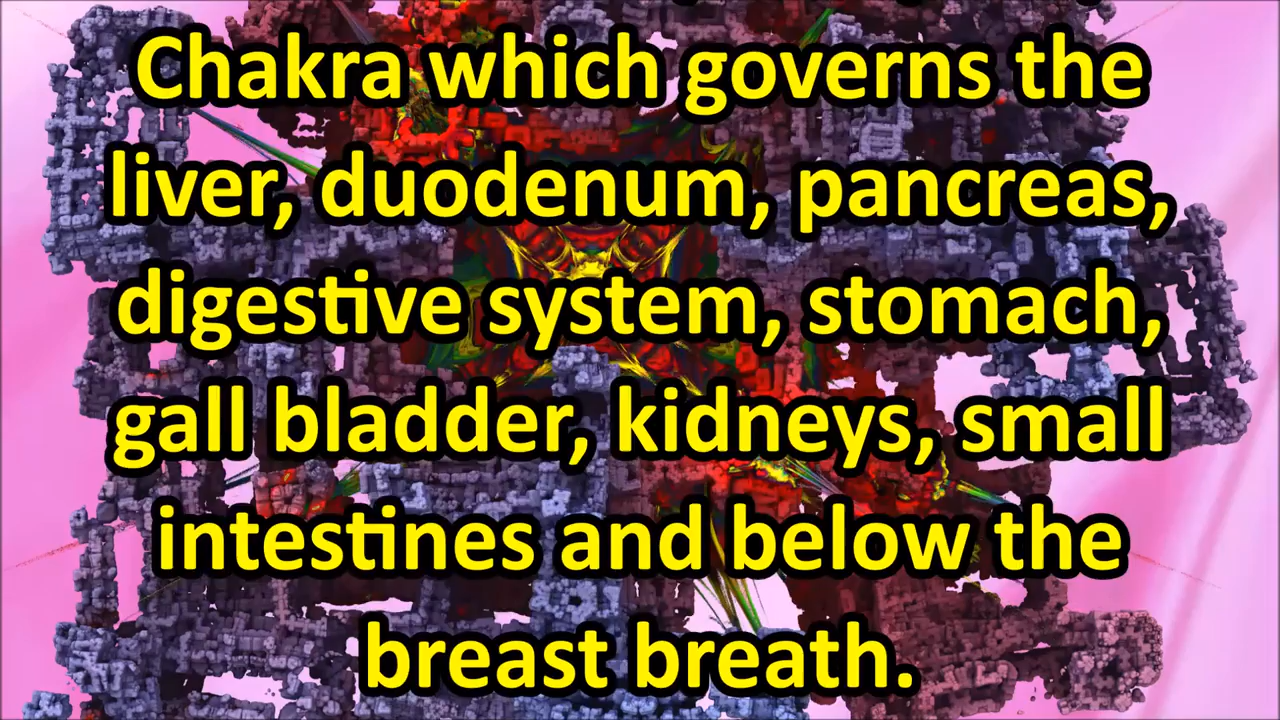 Chakra which governs the
liver, duodenum, pancreas,
digestive system, stomach,
gall bladder, kidneys, small
intestines and below the
breast breath.